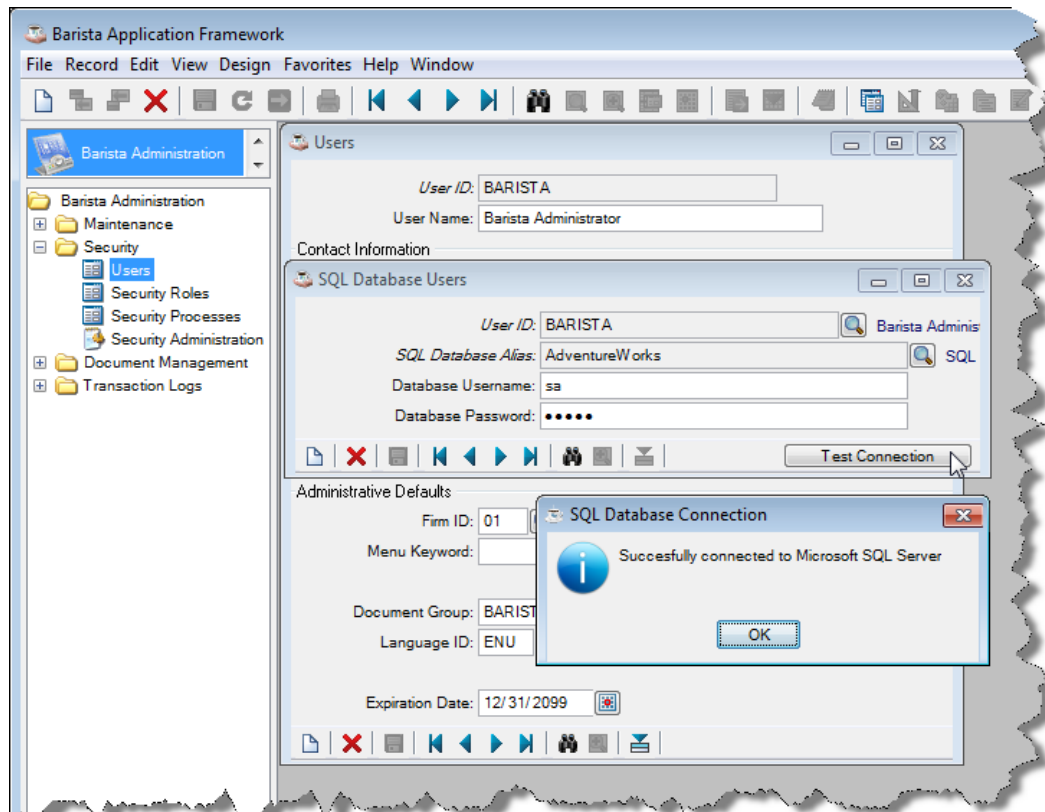 Barista Application Framework
File Record Edit View Design Favorites Help Window
Barista Administration
Barista Administration
Maintenance
Security
Users
Security Roles
Security Processes
Security Administration
Document Management
Transaction Logs
Users
User ID: BARISTA
User Name: Barista Administrator
Contact Information
SQL Database Users
User ID: BARISTA Barista Adminis
SQL Database Alias: AdventureWorks SQL
Database Username: sa
Database Password: •••••
Test Connection
Administrative Defaults
Firm ID: 01
Menu Keyword:
Document Group: BARIST
Language ID: ENU
Expiration Date: 12/31/2099
SQL Database Connection
Succesfully connected to Microsoft SQL Server
OK